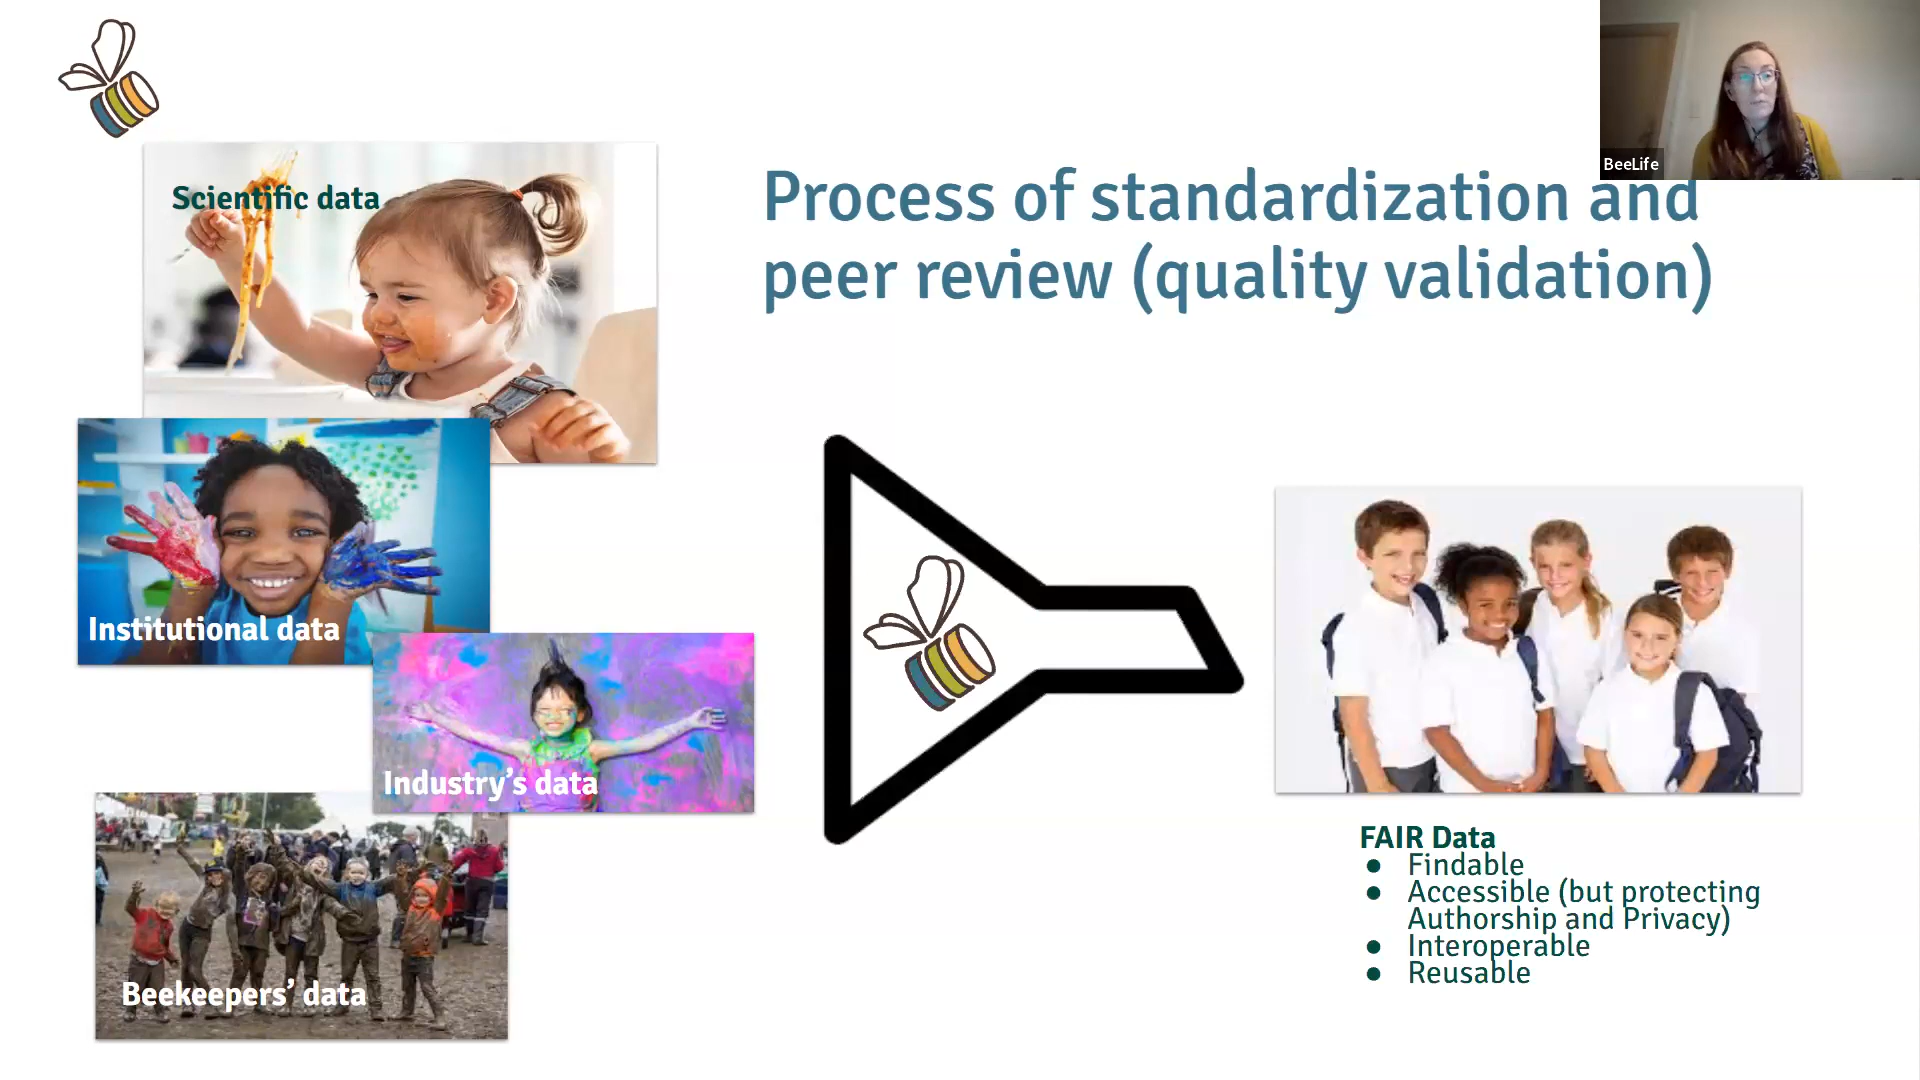 BeeLife
Process of standardization and
peer review (quality validation)
Scientific data
Institutional data
Industry’s data
Beekeepers’ data
FAIR Data
● Findable
● Accessible (but protecting
Authorship and Privacy)
● Interoperable
● Reusable